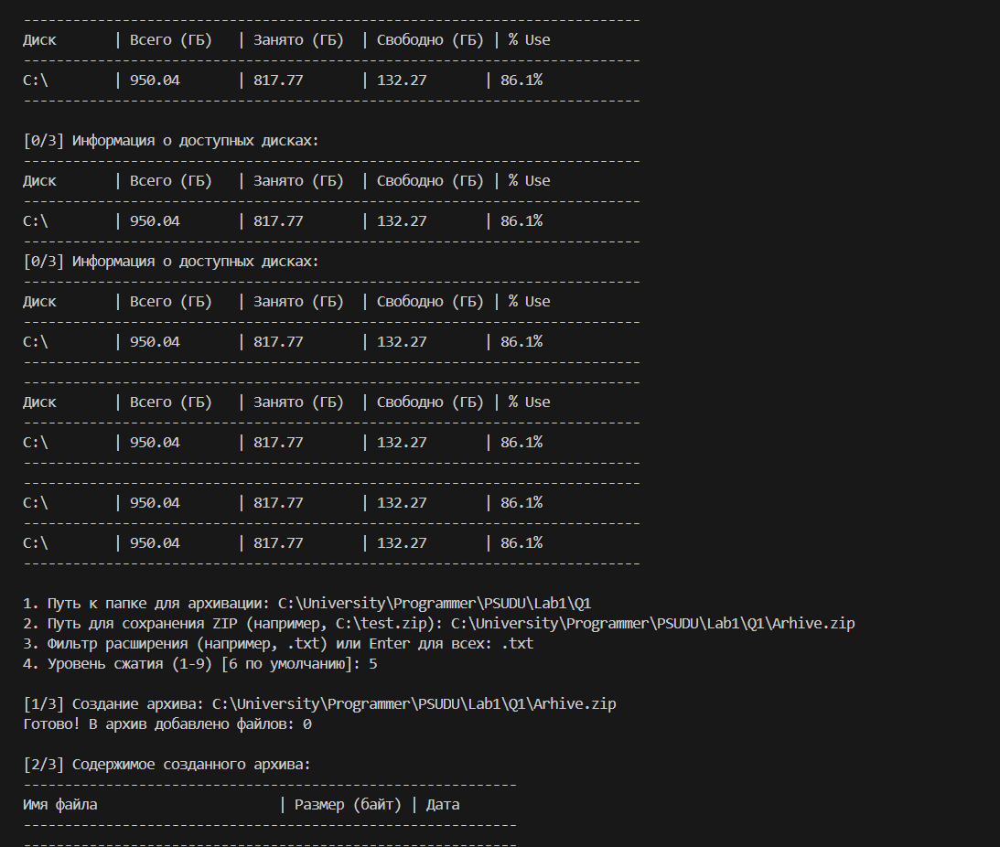 ---------------------------------------------------------------------------
Диск       | Всего (ГБ)   | Занято (ГБ)  | Свободно (ГБ) | % Use
---------------------------------------------------------------------------
C:\        | 950.04       | 817.77       | 132.27       | 86.1%
---------------------------------------------------------------------------
[0/3] Информация о доступных дисках:
---------------------------------------------------------------------------
Диск       | Всего (ГБ)   | Занято (ГБ)  | Свободно (ГБ) | % Use
---------------------------------------------------------------------------
C:\        | 950.04       | 817.77       | 132.27       | 86.1%
---------------------------------------------------------------------------
[0/3] Информация о доступных дисках:
---------------------------------------------------------------------------
Диск       | Всего (ГБ)   | Занято (ГБ)  | Свободно (ГБ) | % Use
---------------------------------------------------------------------------
C:\        | 950.04       | 817.77       | 132.27       | 86.1%
---------------------------------------------------------------------------
---------------------------------------------------------------------------
Диск       | Всего (ГБ)   | Занято (ГБ)  | Свободно (ГБ) | % Use
---------------------------------------------------------------------------
C:\        | 950.04       | 817.77       | 132.27       | 86.1%
---------------------------------------------------------------------------
---------------------------------------------------------------------------
C:\        | 950.04       | 817.77       | 132.27       | 86.1%
---------------------------------------------------------------------------
C:\        | 950.04       | 817.77       | 132.27       | 86.1%
---------------------------------------------------------------------------
1. Путь к папке для архивации: C:\University\Programmer\PSUDU\Lab1\Q1
2. Путь для сохранения ZIP (например, C:\test.zip): C:\University\Programmer\PSUDU\Lab1\Q1\Arhive.zip
3. Фильтр расширения (например, .txt) или Enter для всех: .txt
4. Уровень сжатия (1-9) [6 по умолчанию]: 5
[1/3] Создание архива: C:\University\Programmer\PSUDU\Lab1\Q1\Arhive.zip
Готово! В архив добавлено файлов: 0
[2/3] Содержимое созданного архива:
------------------------------------------------------------
Имя файла                      | Размер (байт) | Дата
------------------------------------------------------------
------------------------------------------------------------